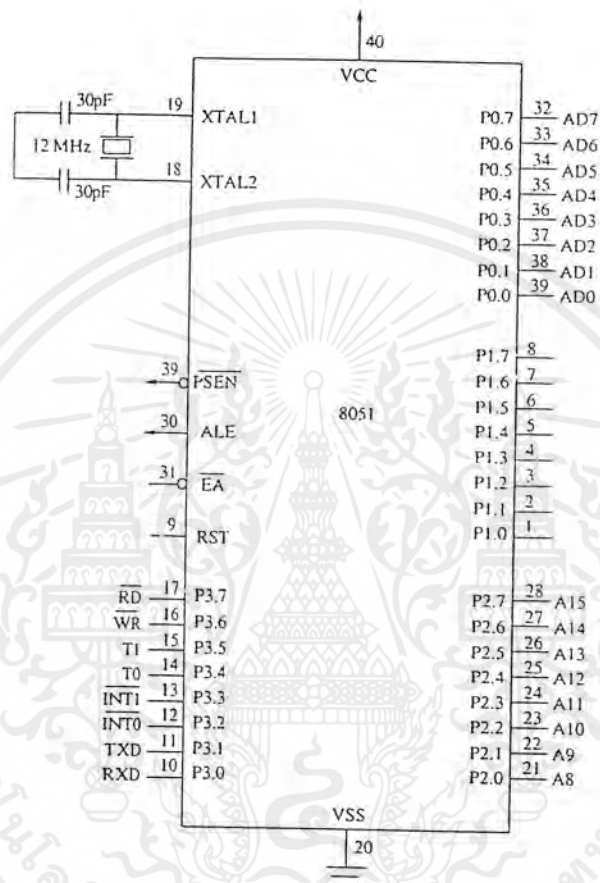 40
VCC
30pF
19 XTAL1
12 MHz
18 XTAL2
30pF
P0.7 32 AD7
P0.6 33 AD6
P0.5 34 AD5
P0.4 35 AD4
P0.3 36 AD3
P0.2 37 AD2
P0.1 38 AD1
P0.0 39 AD0
P1.7 8
P1.6 7
P1.5 6
P1.4 5
P1.3 4
P1.2 3
P1.1 2
P1.0 1
39 PSEN
8051
30 ALE
31 EA
9 RST
RD 17 P3.7
WR 16 P3.6
T1 15 P3.5
T0 14 P3.4
INT1 13 P3.3
INT0 12 P3.2
TXD 11 P3.1
RXD 10 P3.0
P2.7 28 A15
P2.6 27 A14
P2.5 26 A13
P2.4 25 A12
P2.3 24 A11
P2.2 23 A10
P2.1 22 A9
P2.0 21 A8
VSS
20